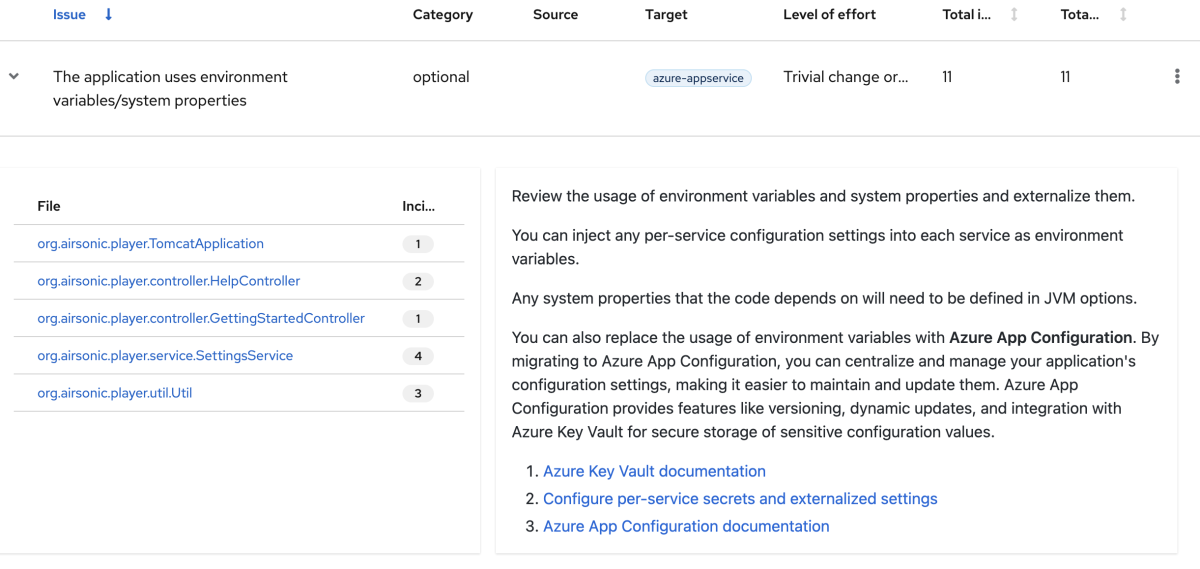 Issue Category Source Target Level of effort Total i... Tota...
The application uses environment variables/system properties optional azure-appservice Trivial change or... 11 11
File Inci...
org.airsonic.player.TomcatApplication 1
org.airsonic.player.controller.HelpController 2
org.airsonic.player.controller.GettingStartedController 1
org.airsonic.player.service.SettingsService 4
org.airsonic.player.util.Util 3
Review the usage of environment variables and system properties and externalize them.
You can inject any per-service configuration settings into each service as environment
variables.
Any system properties that the code depends on will need to be defined in JVM options.
You can also replace the usage of environment variables with Azure App Configuration. By
migrating to Azure App Configuration, you can centralize and manage your application's
configuration settings, making it easier to maintain and update them. Azure App
Configuration provides features like versioning, dynamic updates, and integration with
Azure Key Vault for secure storage of sensitive configuration values.
1. Azure Key Vault documentation
2. Configure per-service secrets and externalized settings
3. Azure App Configuration documentation